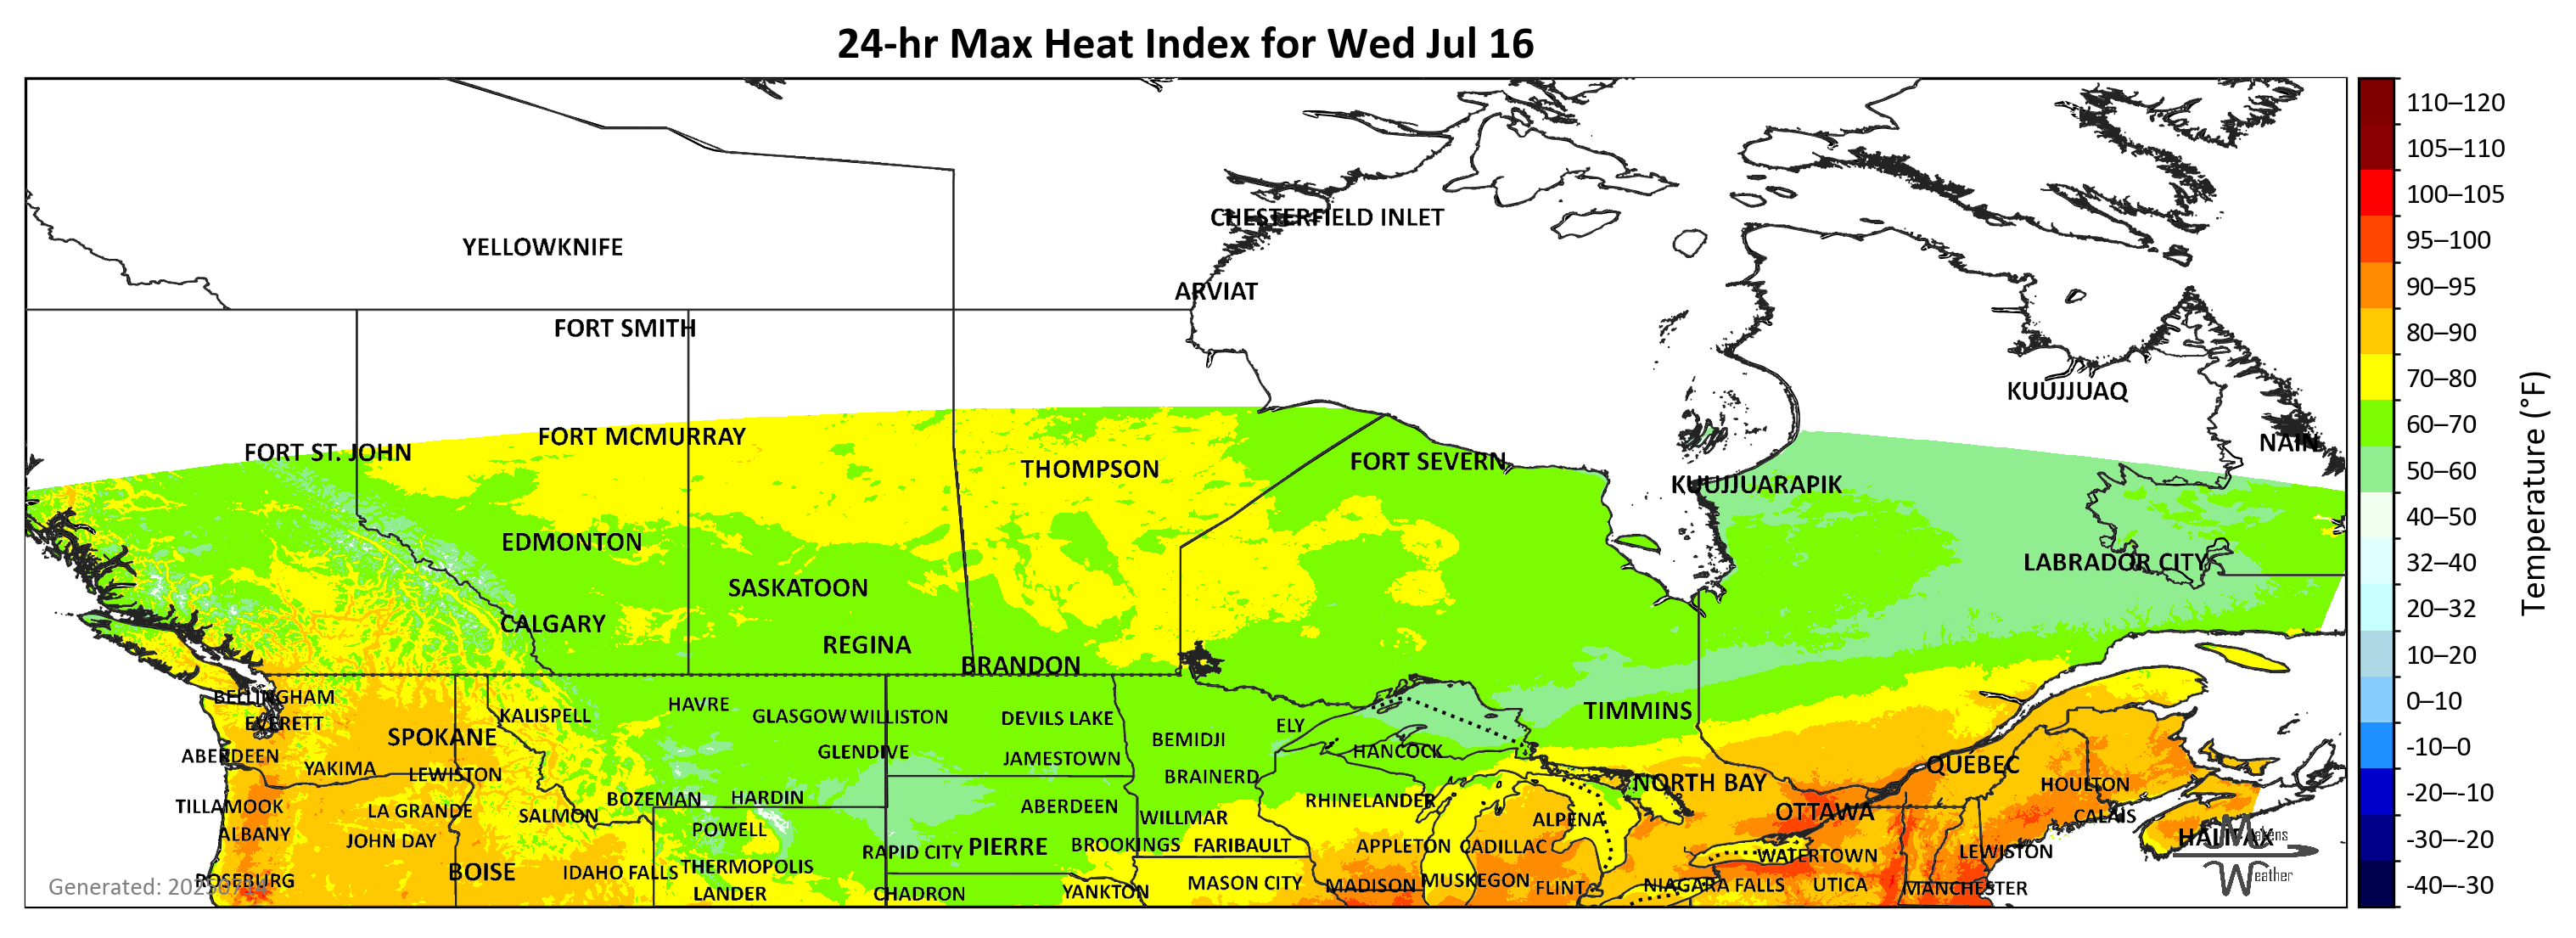 24-hr Max Heat Index for Wed Jul 16
CHESTERFIELD INLET
YELLOWKNIFE
ARVIAT
FORT SMITH
KUUJJUAQ
FORT MCMURRAY
NAIN
FORT ST. JOHN
FORT SEVERN
THOMPSON
KUUJJUARAPIK
EDMONTON
LABRADOR CITY
SASKATOON
CALGARY
REGINA
BRANDON
BELLINGHAM
HAVRE
TIMMINS
KALISPELL
GLASGOW WILLISTON
DEVILS LAKE
EVERETT
ELY
SPOKANE
BEMIDJI
ABERDEEN
GLENDIVE
JAMESTOWN
HANCOCK
QUÉBEC
YAKIMA
LEWISTON
BRAINERD
NORTH BAY
HOULTON
BOZEMAN
HARDIN
RHINELANDER
TILLAMOOK
LA GRANDE
SALMON
ABERDEEN
WILLMAR
ALPENA
OTTAWA
CALAIS
ALBANY
JOHN DAY
POWELL
RAPID CITY
PIERRE
BROOKINGS
FARIBAULT
APPLETON
CADILLAC
WATERTOWN
LEWISTON
HALIFAX
Makens
Weather
ROSEBURG
BOISE
IDAHO FALLS
THERMOPOLIS
LANDER
CHADRON
YANKTON
MASON CITY
MADISON
MUSKEGON
FLINT
NIAGARA FALLS
UTICA
MANCHESTER
Generated: 20250714
110–120
105–110
100–105
95–100
90–95
80–90
70–80
60–70
50–60
40–50
32–40
20–32
10–20
0–10
-10–0
-20–-10
-30–-20
-40–-30
Temperature (°F)